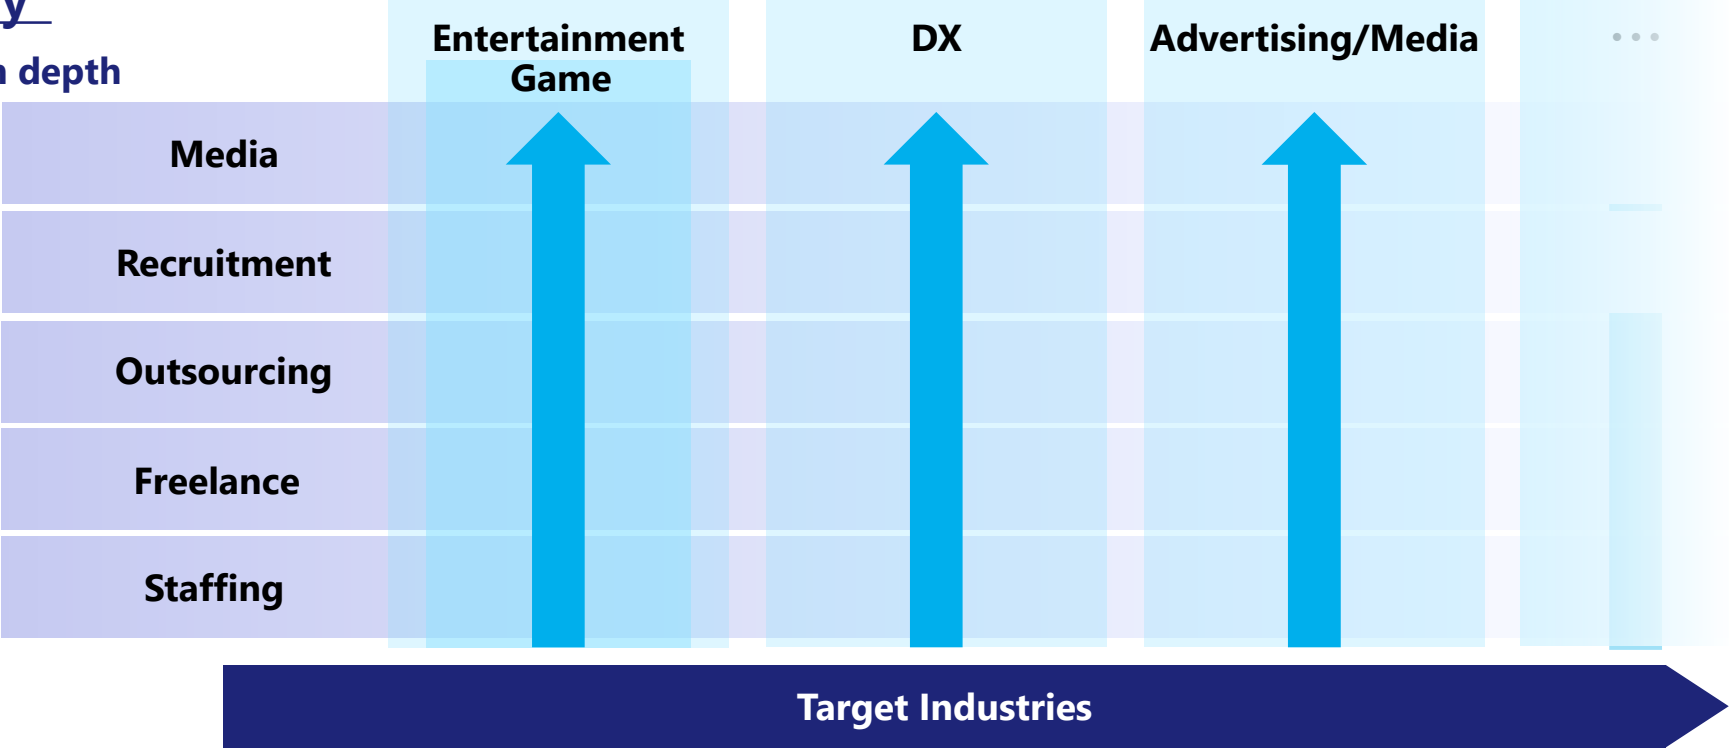 y
depth
Entertainment
Game
DX
Advertising/Media
...
Media
Recruitment
Outsourcing
Freelance
Staffing
Target Industries